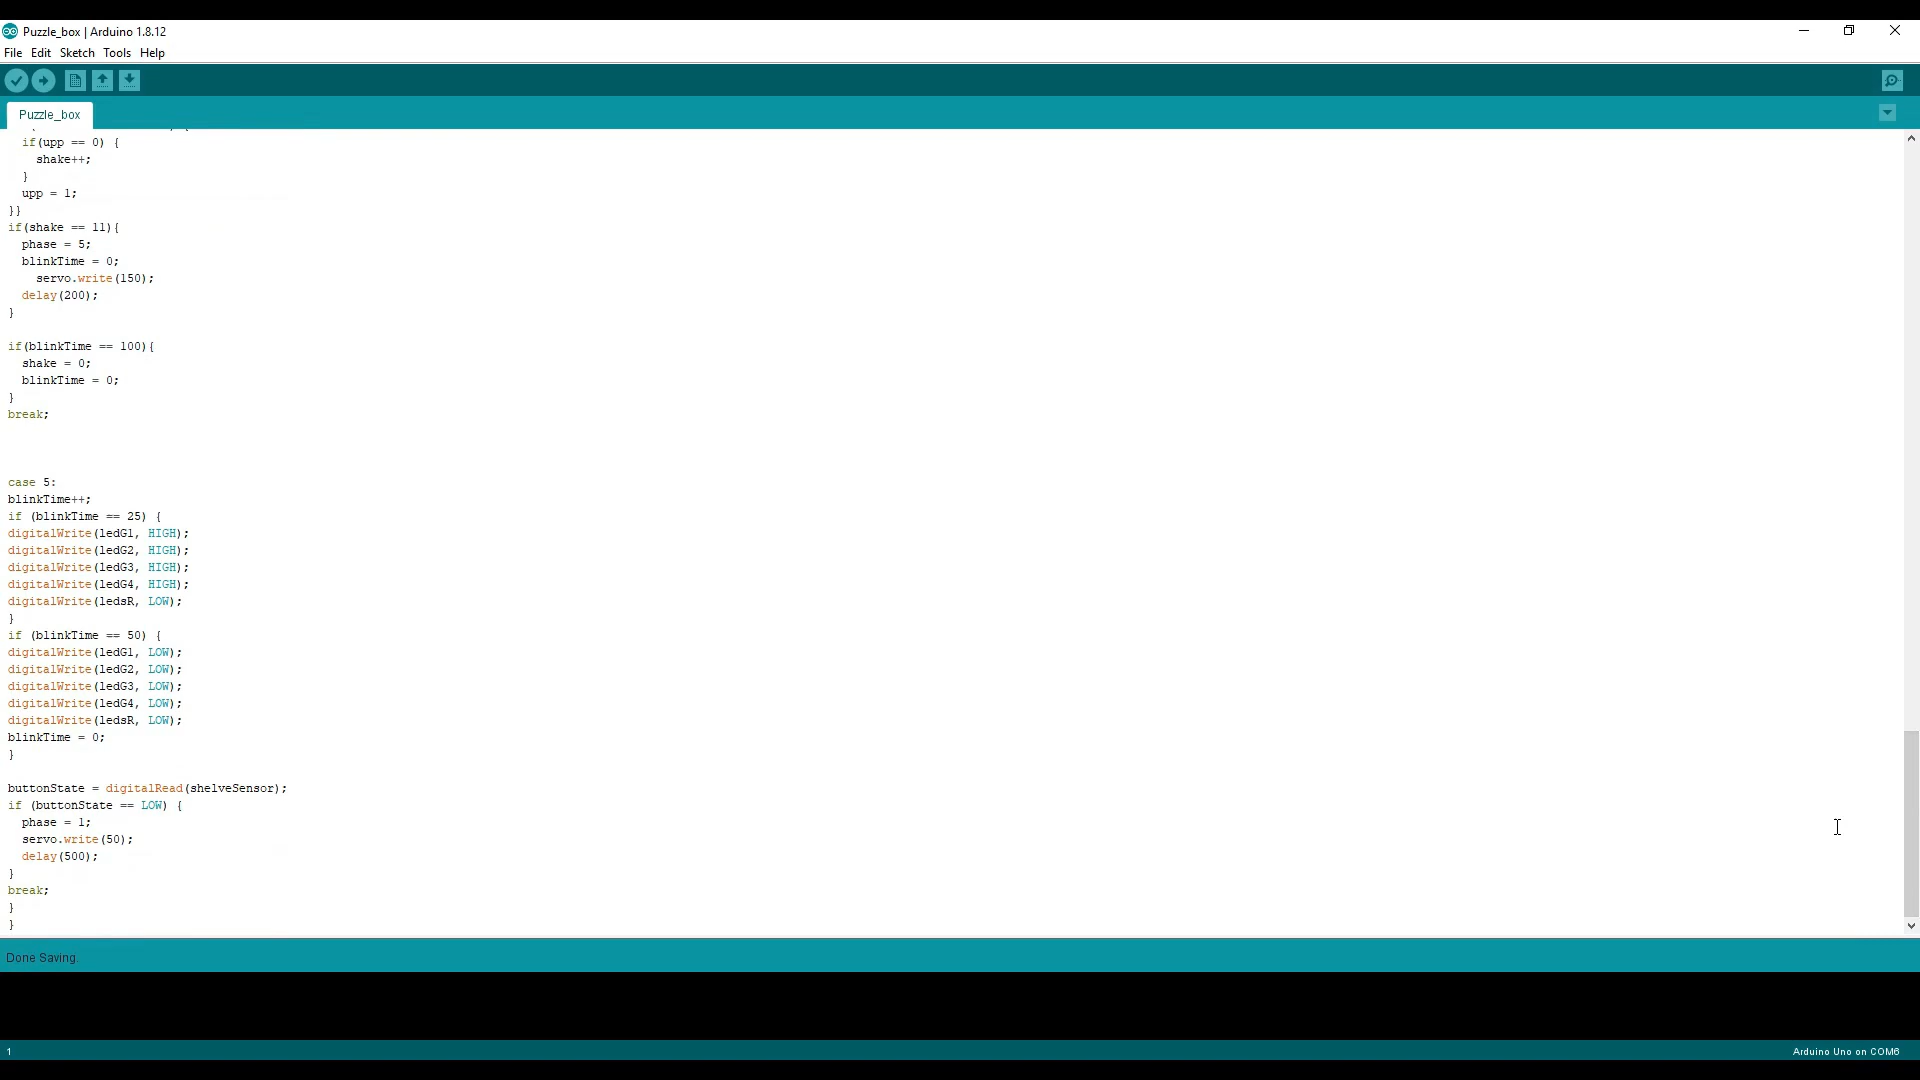 Puzzle_box | Arduino 1.8.12
File Edit Sketch Tools Help
Puzzle_box
if(upp == 0) {
shake++;
}
upp = 1;
}}
if(shake == 11){
phase = 5;
blinkTime = 0;
servo.write(150);
delay(200);
}
if(blinkTime == 100){
shake = 0;
blinkTime = 0;
}
break;
case 5:
blinkTime++;
if (blinkTime == 25) {
digitalWrite(ledG1, HIGH);
digitalWrite(ledG2, HIGH);
digitalWrite(ledG3, HIGH);
digitalWrite(ledG4, HIGH);
digitalWrite(ledsR, LOW);
}
if (blinkTime == 50) {
digitalWrite(ledG1, LOW);
digitalWrite(ledG2, LOW);
digitalWrite(ledG3, LOW);
digitalWrite(ledG4, LOW);
digitalWrite(ledsR, LOW);
blinkTime = 0;
}
buttonState = digitalRead(shelveSensor);
if (buttonState == LOW) {
phase = 1;
servo.write(50);
delay(500);
}
break;
}
}
Done Saving.
1
Arduino Uno on COM6